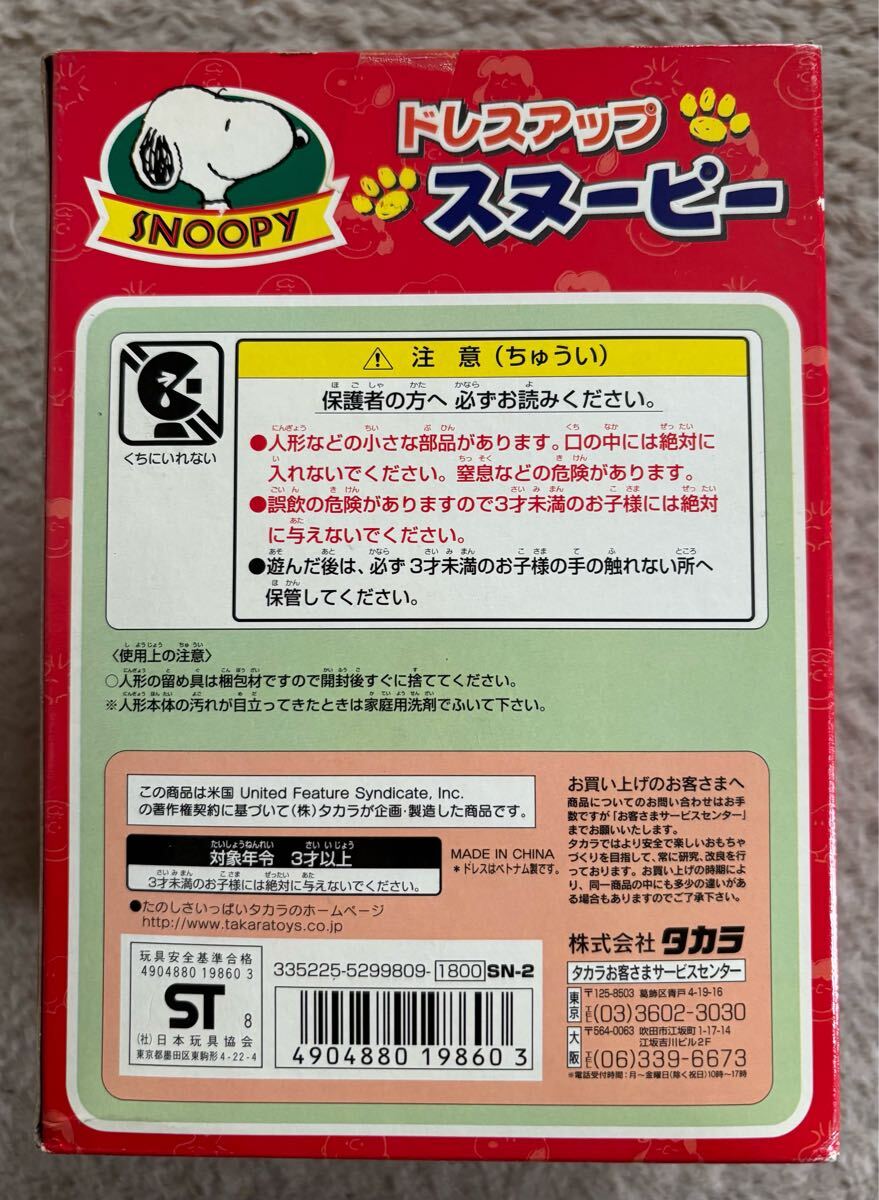 SNOOPY
ドレスアップ
スヌーピー
くちにいれない
⚠ 注 意（ちゅうい）
保護者の方へ 必ずお読みください。
●人形などの小さな部品があります。口の中には絶対に
入れないでください。窒息などの危険があります。
●誤飲の危険がありますので3才未満のお子様には絶対
に与えないでください。
●遊んだ後は、必ず3才未満のお子様の手の触れない所へ
保管してください。
〈使用上の注意〉
○人形の留め具は梱包材ですので開封後すぐに捨ててください。
※人形本体の汚れが目立ってきたときは家庭用洗剤でふいて下さい。
この商品は米国 United Feature Syndicate, Inc.
の著作権契約に基づいて(株)タカラが企画・製造した商品です。
対象年令 3才以上
3才未満のお子様には絶対に与えないでください。
MADE IN CHINA
＊ドレスはベトナム製です。
●たのしさいっぱいタカラのホームページ
http://www.takaratoys.co.jp
玩具安全基準合格
4904880 19860 3
ST 8
(社)日本玩具協会
東京都墨田区東駒形4-22-4
335225-5299809-1800 SN-2
4904880 198603
お買い上げのお客さまへ
商品についてのお問い合わせはお手
数ですが「お客さまサービスセンター」
までお願いいたします。
タカラではより安全で楽しいおもちゃ
づくりを目指して、常に研究、改良を行
っております。お買い上げの時期によ
り、同一商品の中にも多少の違いがあ
る場合もありますのでご了承下さい。
株式会社 タカラ
タカラお客さまサービスセンター
東京 〒125-8503 葛飾区青戸4-19-16
TEL(03)3602-3030
大阪 〒564-0063 吹田市江坂町1-17-14
江坂吉川ビル2F
TEL(06)339-6673
※電話受付時間：月〜金曜日(除く祝日)10時〜17時